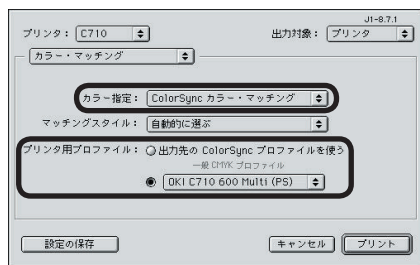 J1-8.7.1
プリンタ： C710 出力対象： プリンタ
カラー・マッチング
カラー指定： ColorSync カラー・マッチング
マッチングスタイル： 自動的に選ぶ
プリンタ用プロファイル： 出力先の ColorSync プロファイルを使う
一般 CMYK プロファイル
OKI C710 600 Multi (PS)
設定の保存 キャンセル プリント